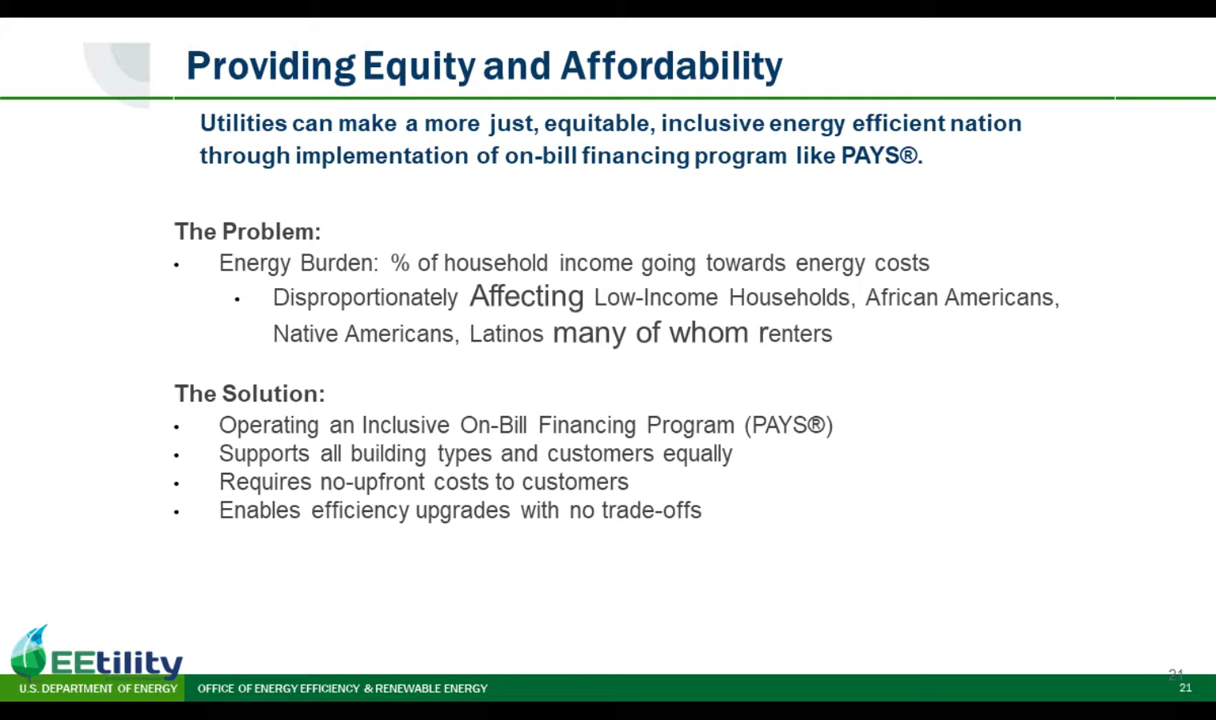 Providing Equity and Affordability
Utilities can make a more just, equitable, inclusive energy efficient nation
through implementation of on-bill financing program like PAYS®.
The Problem:
• Energy Burden: % of household income going towards energy costs
• Disproportionately Affecting Low-Income Households, African Americans,
Native Americans, Latinos many of whom renters
The Solution:
• Operating an Inclusive On-Bill Financing Program (PAYS®)
• Supports all building types and customers equally
• Requires no-upfront costs to customers
• Enables efficiency upgrades with no trade-offs
EEtility
21
U.S. DEPARTMENT OF ENERGY OFFICE OF ENERGY EFFICIENCY & RENEWABLE ENERGY 21